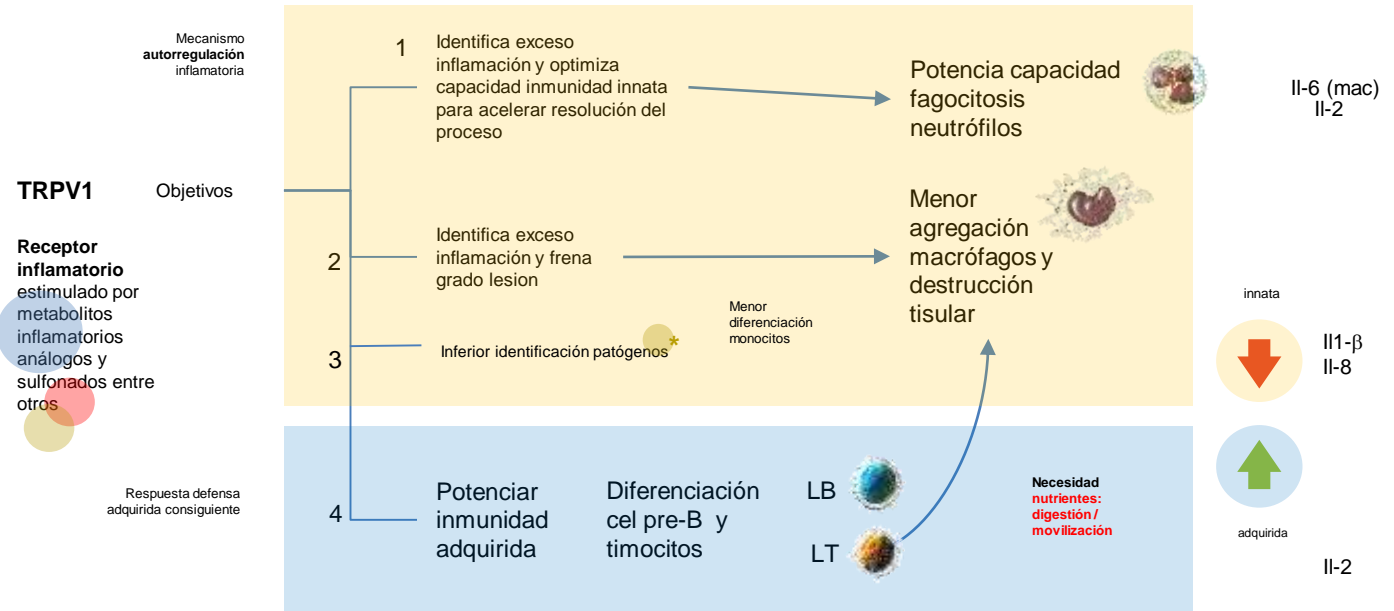 Mecanismo
autorregulación
inflamatoria
1
Identifica exceso
inflamación y optimiza
capacidad inmunidad innata
para acelerar resolución del
proceso
Potencia capacidad
fagocitosis
neutrófilos
Il-6 (mac)
Il-2
TRPV1
Objetivos
Receptor
inflamatorio
estimulado por
metabolitos
inflamatorios
análogos y
sulfonados entre
otros
2
Identifica exceso
inflamación y frena
grado lesion
Menor
agregación
macrófagos y
destrucción
tisular
Menor
diferenciación
monocitos
3
Inferior identificación patógenos*
innata
Il1-β
Il-8
Respuesta defensa
adquirida consiguiente
4
Potenciar
inmunidad
adquirida
Diferenciación
cel pre-B y
timocitos
LB
LT
Necesidad
nutrientes:
digestión /
movilización
adquirida
Il-2